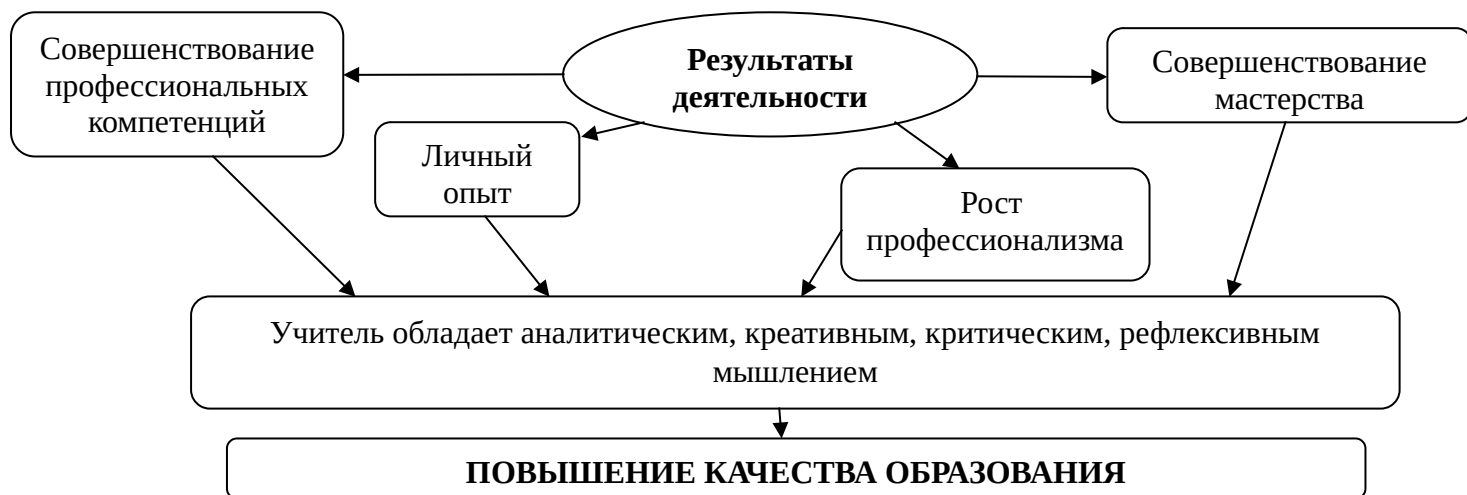 Совершенствование
профессиональных
компетенций
Результаты
деятельности
Совершенствование
мастерства
Личный
опыт
Рост
профессионализма
Учитель обладает аналитическим, креативным, критическим, рефлексивным
мышлением
ПОВЫШЕНИЕ КАЧЕСТВА ОБРАЗОВАНИЯ